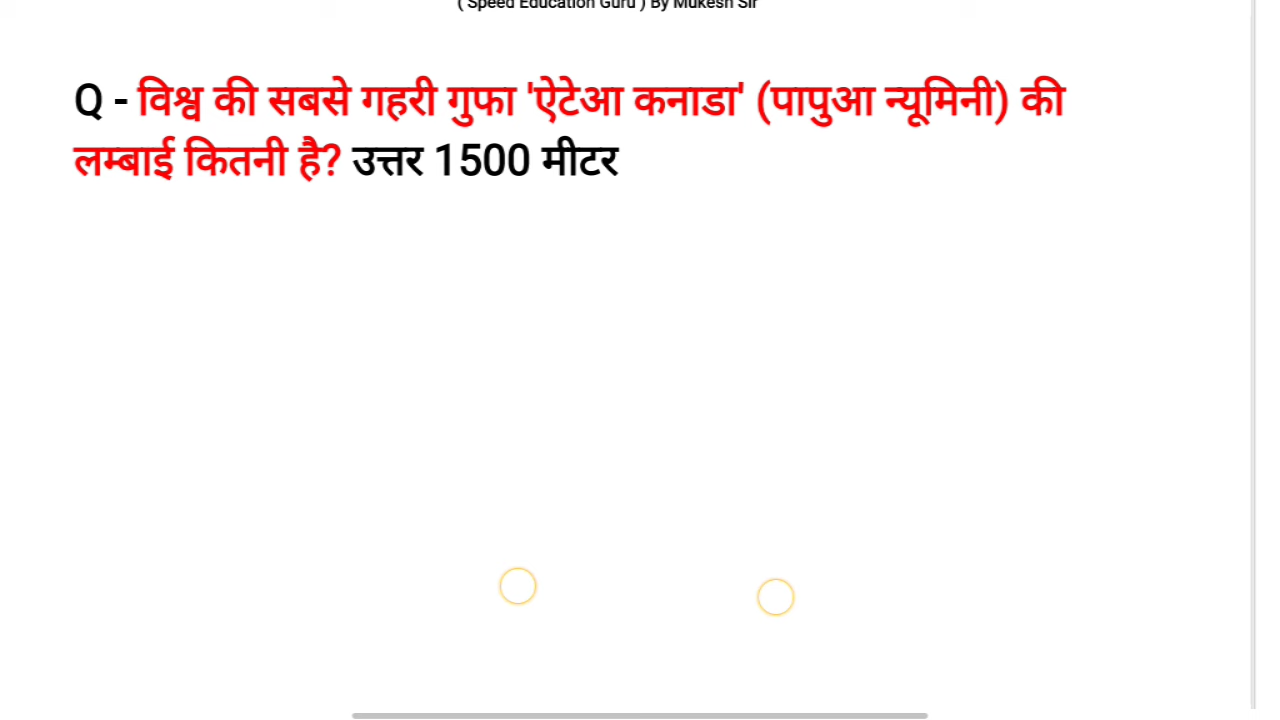 ( Speed Education Guru ) By Mukesh Sir
Q - विश्व की सबसे गहरी गुफा 'ऐटेआ कनाडा' (पापुआ न्यूमिनी) की
लम्बाई कितनी है? उत्तर 1500 मीटर